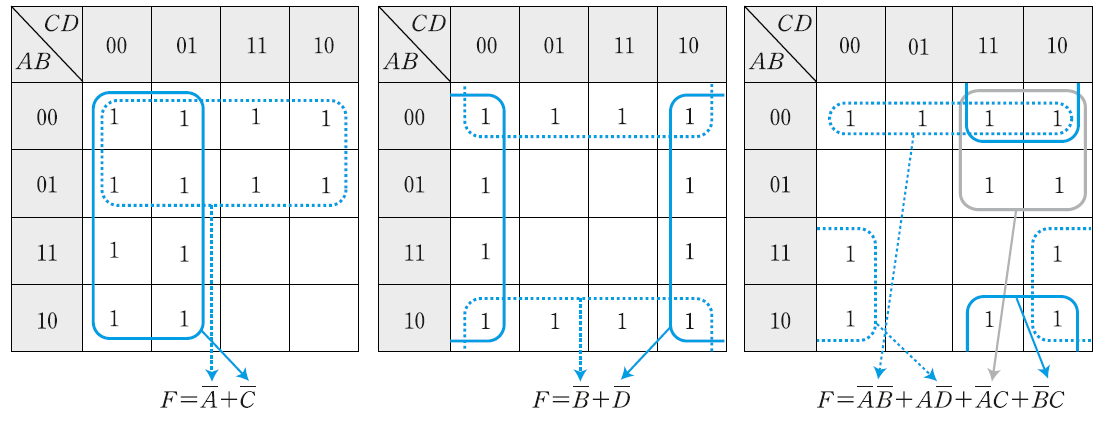 CD CD CD
00 01 11 10 00 01 11 10 00 01 11 10
AB AB AB
00 1 1 1 1 00 1 1 1 1 00 1 1 1 1
01 1 1 1 1 01 1 1 01 1 1
11 1 1 11 1 1 11 1 1
10 1 1 10 1 1 1 1 10 1 1 1
F=A̅+C̅ F=B̅+D̅ F=A̅B̅+AD̅+A̅C+B̅C